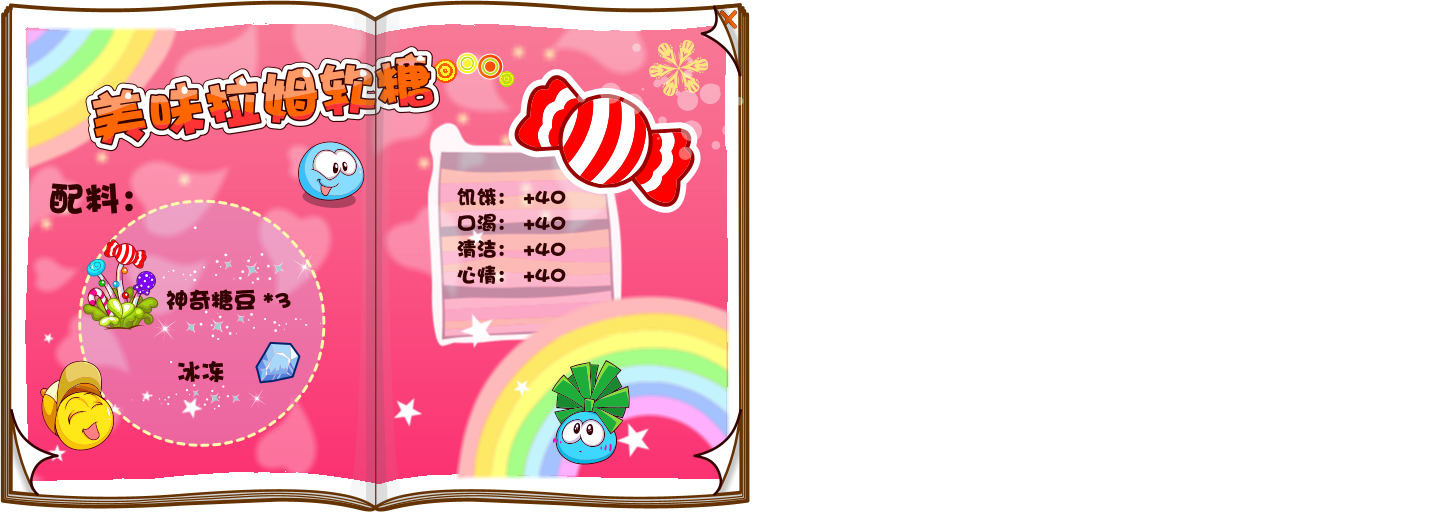 美味拉姆软糖
配料：
神奇糖豆 *3
冰冻
饥饿： +40
口渴： +40
清洁： +40
心情： +40